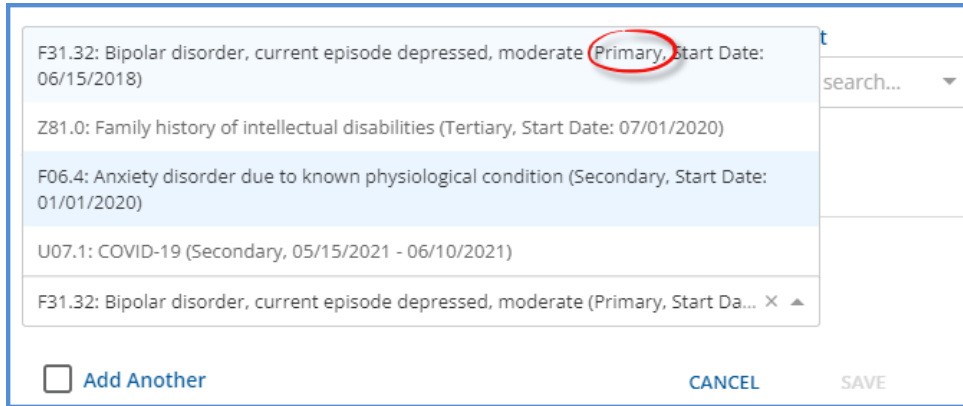 F31.32: Bipolar disorder, current episode depressed, moderate (Primary, Start Date:
06/15/2018)
t
search...
Z81.0: Family history of intellectual disabilities (Tertiary, Start Date: 07/01/2020)
F06.4: Anxiety disorder due to known physiological condition (Secondary, Start Date:
01/01/2020)
U07.1: COVID-19 (Secondary, 05/15/2021 - 06/10/2021)
F31.32: Bipolar disorder, current episode depressed, moderate (Primary, Start Da...
Add Another
CANCEL
SAVE